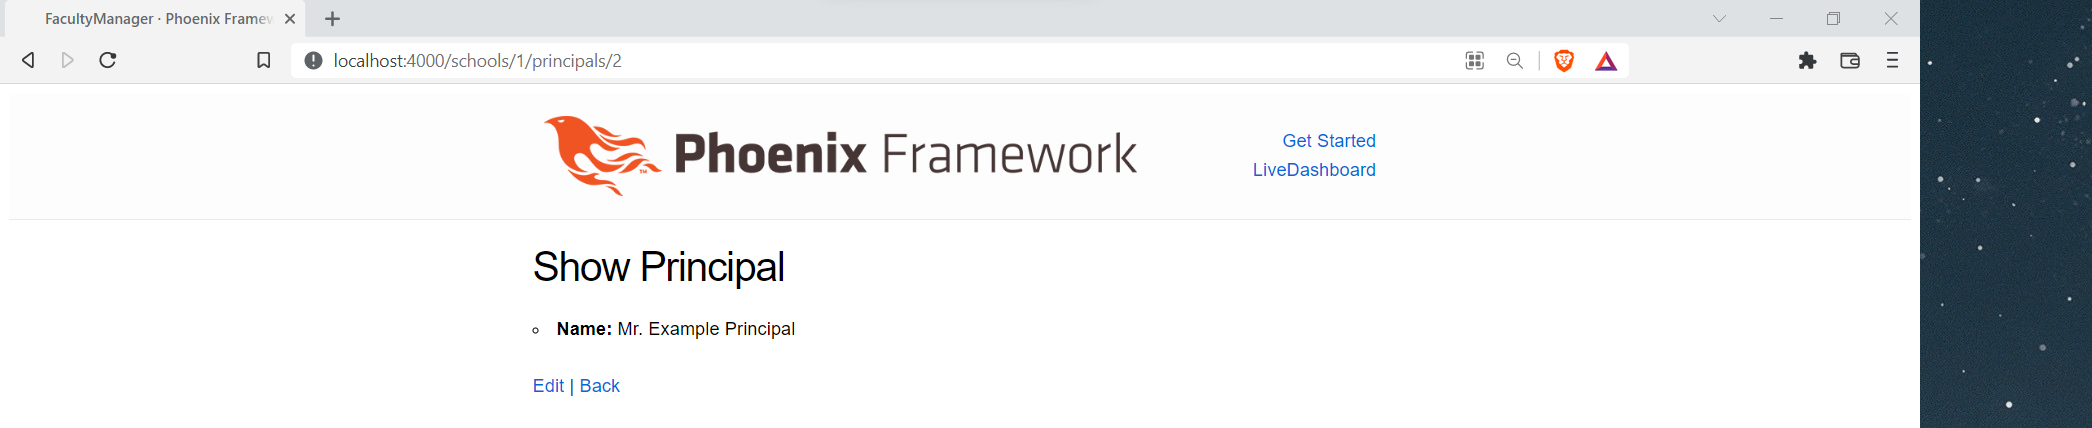 FacultyManager · Phoenix Framew
localhost:4000/schools/1/principals/2
Phoenix Framework
Get Started
LiveDashboard
Show Principal
Name: Mr. Example Principal
Edit | Back